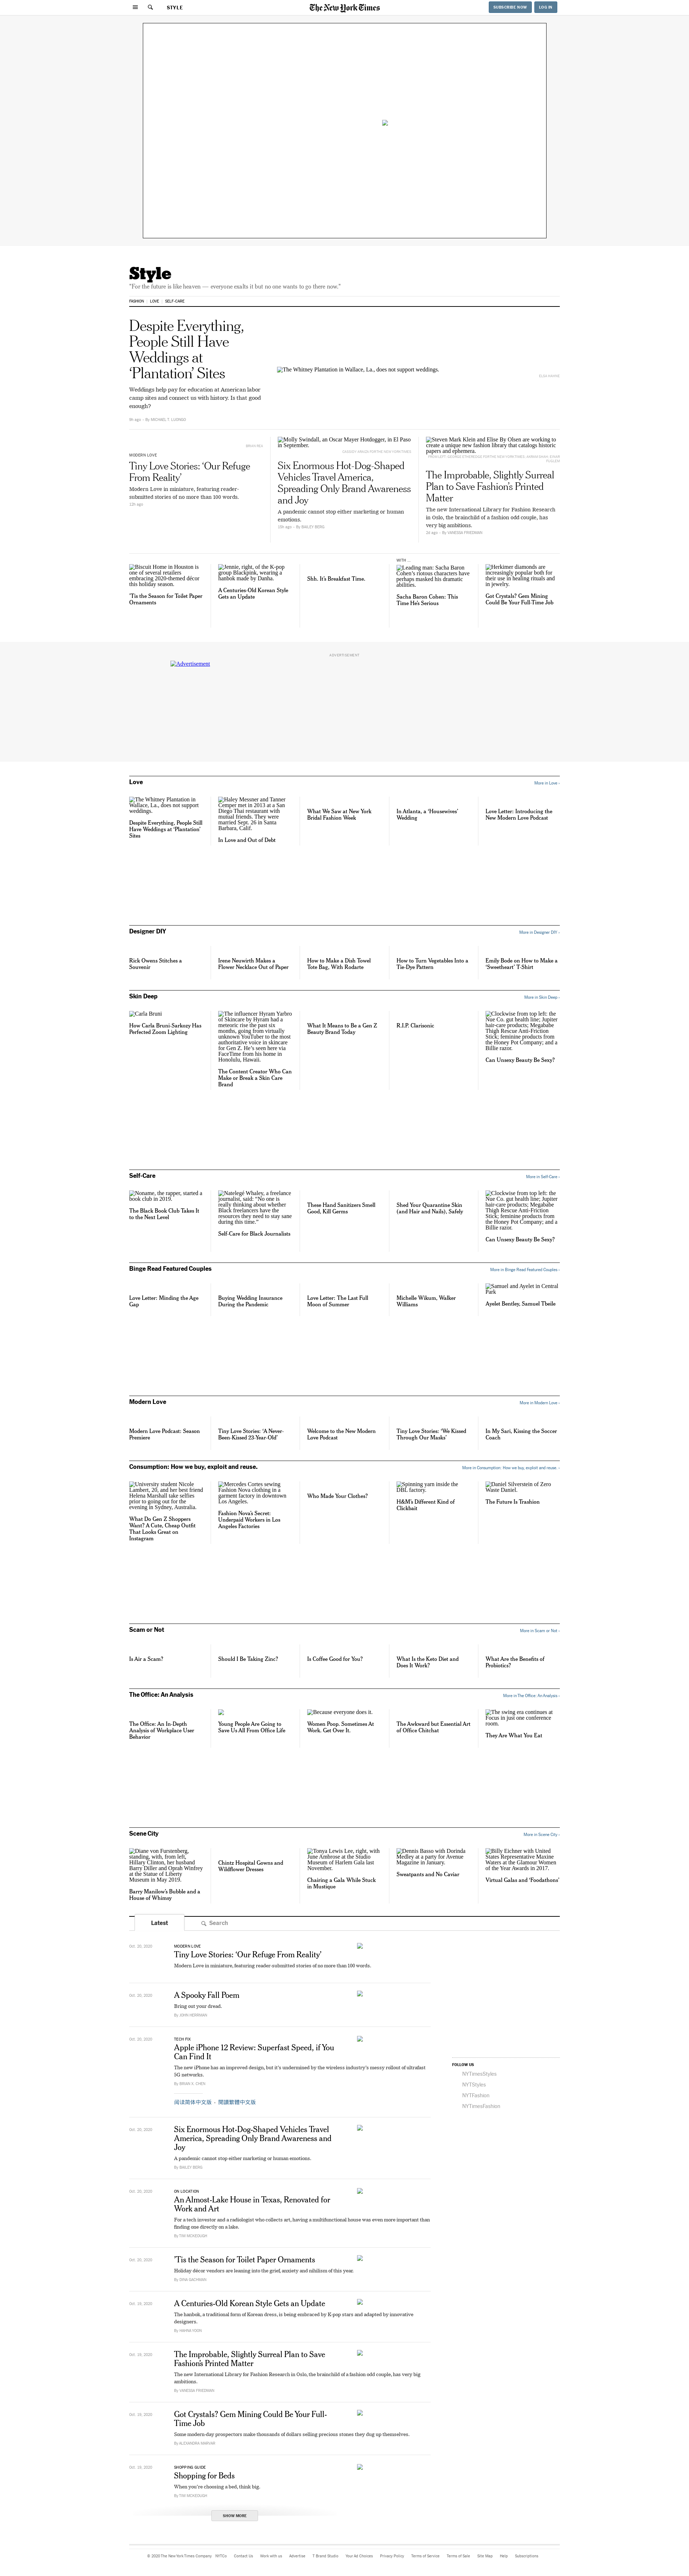 STYLE
The New York Times
SUBSCRIBE NOW
LOG IN
Style
"For the future is like heaven — everyone exalts it but no one wants to go there now."
FASHION
LOVE
SELF-CARE
Despite Everything,
People Still Have
Weddings at
‘Plantation’ Sites
Weddings help pay for education at American labor
camp sites and connect us with history. Is that good
enough?
By MICHAEL T. LUONGO
The Whitney Plantation in Wallace, La., does not support weddings.
MODERN LOVE
Tiny Love Stories: ‘Our Refuge
From Reality’
Modern Love in miniature, featuring reader-
submitted stories of no more than 100 words.
Molly Swindall, an Oscar Mayer Hotdogger, in El Paso
in September.
Six Enormous Hot-Dog-Shaped
Vehicles Travel America,
Spreading Only Brand Awareness
and Joy
A pandemic cannot stop either marketing or human
emotions.
By BAILEY BERG
Steven Mark Klein and Elise By Olsen are working to
create a unique new fashion library that catalogs historic
papers and ephemera.
The Improbable, Slightly Surreal
Plan to Save Fashion’s Printed
Matter
The new International Library for Fashion Research
in Oslo, the brainchild of a fashion odd couple, has
very big ambitions.
By VANESSA FRIEDMAN
Biscuit Home in Houston is
one of several retailers
embracing 2020-themed décor
this holiday season.
’Tis the Season for Toilet Paper
Ornaments
Jennie, right, of the K-pop
group Blackpink, wearing a
hanbok made by Danha.
A Centuries-Old Korean Style
Gets an Update
Shh. It’s Breakfast Time.
WITH
Leading man: Sacha Baron
Cohen’s riotous characters have
perhaps masked his dramatic
abilities.
Sacha Baron Cohen: This
Time He’s Serious
Herkimer diamonds are
increasingly popular both for
their use in healing rituals and
in jewelry.
Got Crystals? Gem Mining
Could Be Your Full-Time Job
ADVERTISEMENT
Advertisement
Love
More in Love ›
The Whitney Plantation in
Wallace, La., does not support
weddings.
Despite Everything, People Still
Have Weddings at ‘Plantation’
Sites
Haley Messner and Tanner
Compet met in 2013 at a San
Diego Thai restaurant with
mutual friends. They were
married Sept. 26 in Santa
Barbara, Calif.
In Love and Out of Debt
What We Saw at New York
Bridal Fashion Week
In Atlanta, a ‘Housewives’
Wedding
Love Letter: Introducing the
New Modern Love Podcast
Designer DIY
More in Designer DIY ›
Rick Owens Stitches a
Souvenir
Irene Neuwirth Makes a
Flower Necklace Out of Paper
How to Make a Dish Towel
Tote Bag, With Rodarte
How to Turn Vegetables Into a
Tie-Dye Pattern
Emily Bode on How to Make a
‘Sweetheart’ T-Shirt
Skin Deep
More in Skin Deep ›
Carla Bruni
How Carla Bruni-Sarkozy Has
Perfected Zoom Lighting
The influencer Hyram Yarbro
of Skincare by Hyram had a
meteoric rise the past six
months, going from virtually
unknown YouTuber to the most
authoritative voice in skincare
for Gen Z. He’s seen here via
FaceTime from his home in
Honolulu, Hawaii.
The Content Creator Who Can
Make or Break a Skin Care
Brand
What It Means to Be a Gen Z
Beauty Brand Today
R.I.P. Clarisonic
Clockwise from top left: the
Nue Co. gut health line; Jupiter
hair-care products; Megababe
Thigh Rescue Anti-Friction
Stick; feminine products from
the Honey Pot Company; and a
Billie razor.
Can Unsexy Beauty Be Sexy?
Self-Care
More in Self-Care ›
Noname, the rapper, started a
book club in 2019.
The Black Book Club Takes It
to the Next Level
Natelegé Whaley, a freelance
journalist, said: “No one is
really thinking about whether
Black freelancers have the
resources they need to stay sane
during this time.”
Self-Care for Black Journalists
These Hand Sanitizers Smell
Good, Kill Germs
Shed Your Quarantine Skin
(and Hair and Nails), Safely
Clockwise from top left: the
Nue Co. gut health line; Jupiter
hair-care products; Megababe
Thigh Rescue Anti-Friction
Stick; feminine products from
the Honey Pot Company; and a
Billie razor.
Can Unsexy Beauty Be Sexy?
Binge Read Featured Couples
More in Binge Read Featured Couples ›
Love Letter: Minding the Age
Gap
Buying Wedding Insurance
During the Pandemic
Love Letter: The Last Full
Moon of Summer
Michelle Wikum, Walker
Williams
Samuel and Ayelet in Central
Park
Ayelet Bentley, Samuel Tbeile
Modern Love
More in Modern Love ›
Modern Love Podcast: Season
Premiere
Tiny Love Stories: ‘A Never-
Been-Kissed 23-Year-Old’
Welcome to the New Modern
Love Podcast
Tiny Love Stories: ‘We Kissed
Through Our Masks’
In My Sari, Kissing the Soccer
Coach
Consumption: How we buy, exploit and reuse.
More in Consumption: How we buy, exploit and reuse. ›
University student Nicole
Lambert, 20, and her best friend
Helena Marshall take selfies
prior to going out for the
evening in Sydney, Australia.
What Do Gen Z Shoppers
Want? A Cute, Cheap Outfit
That Looks Great on
Instagram
Mercedes Cortes sewing
Fashion Nova clothing in a
garment factory in downtown
Los Angeles.
Fashion Nova’s Secret:
Underpaid Workers in Los
Angeles Factories
Who Made Your Clothes?
Spinning yarn inside the
DBL factory.
H&M’s Different Kind of
Clickbait
Daniel Silverstein of Zero
Waste Daniel.
The Future Is Trashion
Scam or Not
More in Scam or Not ›
Is Air a Scam?
Should I Be Taking Zinc?
Is Coffee Good for You?
What Is the Keto Diet and
Does It Work?
What Are the Benefits of
Probiotics?
The Office: An Analysis
More in The Office: An Analysis ›
The Office: An In-Depth
Analysis of Workplace User
Behavior
Young People Are Going to
Save Us All From Office Life
Because everyone does it.
Women Poop. Sometimes At
Work. Get Over It.
The Awkward but Essential Art
of Office Chitchat
The swing era continues at
Focus in just one conference
room.
They Are What You Eat
Scene City
More in Scene City ›
Diane von Furstenberg,
standing, with, from left,
Hillary Clinton, her husband
Barry Diller and Oprah Winfrey
at the Statue of Liberty
Museum in May 2019.
Barry Manilow’s Bubble and a
House of Whimsy
Chintz Hospital Gowns and
Wildflower Dresses
Tonya Lewis Lee, right, with
June Ambrose at the Studio
Museum of Harlem Gala last
November.
Chairing a Gala While Stuck
in Mustique
Dennis Basso with Dorinda
Medley at a party for Avenue
Magazine in January.
Sweatpants and No Caviar
Billy Eichner with United
States Representative Maxine
Waters at the Glamour Women
of the Year Awards in 2017.
Virtual Galas and ‘Foodathons’
Latest
Search
Oct. 20, 2020
MODERN LOVE
Tiny Love Stories: ‘Our Refuge From Reality’
Modern Love in miniature, featuring reader-submitted stories of no more than 100 words.
Oct. 20, 2020
A Spooky Fall Poem
Bring out your dread.
By JOHN HERRMAN
Oct. 20, 2020
TECH FIX
Apple iPhone 12 Review: Superfast Speed, if You
Can Find It
The new iPhone has an improved design, but it’s undermined by the wireless industry’s messy rollout of ultrafast
5G networks.
By BRIAN X. CHEN
阅读简体中文版 · 閱讀繁體中文版
Oct. 20, 2020
Six Enormous Hot-Dog-Shaped Vehicles Travel
America, Spreading Only Brand Awareness and
Joy
A pandemic cannot stop either marketing or human emotions.
By BAILEY BERG
Oct. 20, 2020
ON LOCATION
An Almost-Lake House in Texas, Renovated for
Work and Art
For a tech investor and a radiologist who collects art, having a multifunctional house was even more important than
finding one directly on a lake.
By TIM MCKEOUGH
Oct. 20, 2020
’Tis the Season for Toilet Paper Ornaments
Holiday décor vendors are leaning into the grief, anxiety and nihilism of this year.
By GINA GACHMAN
Oct. 19, 2020
A Centuries-Old Korean Style Gets an Update
The hanbok, a traditional form of Korean dress, is being embraced by K-pop stars and adapted by innovative
designers.
Oct. 19, 2020
The Improbable, Slightly Surreal Plan to Save
Fashion’s Printed Matter
The new International Library for Fashion Research in Oslo, the brainchild of a fashion odd couple, has very big
ambitions.
By VANESSA FRIEDMAN
Oct. 19, 2020
Got Crystals? Gem Mining Could Be Your Full-
Time Job
Some modern-day prospectors make thousands of dollars selling precious stones they dug up themselves.
By ALEXANDRA MARVAR
Oct. 19, 2020
SHOPPING GUIDE
Shopping for Beds
When you’re choosing a bed, think big.
By TIM MCKEOUGH
SHOW MORE
FOLLOW US
NYTimesStyles
NYTStyles
NYTFashion
NYTimesFashion
© 2020 The New York Times Company
NYTCo
Contact Us
Work with us
Advertise
T Brand Studio
Your Ad Choices
Privacy Policy
Terms of Service
Terms of Sale
Site Map
Help
Subscriptions